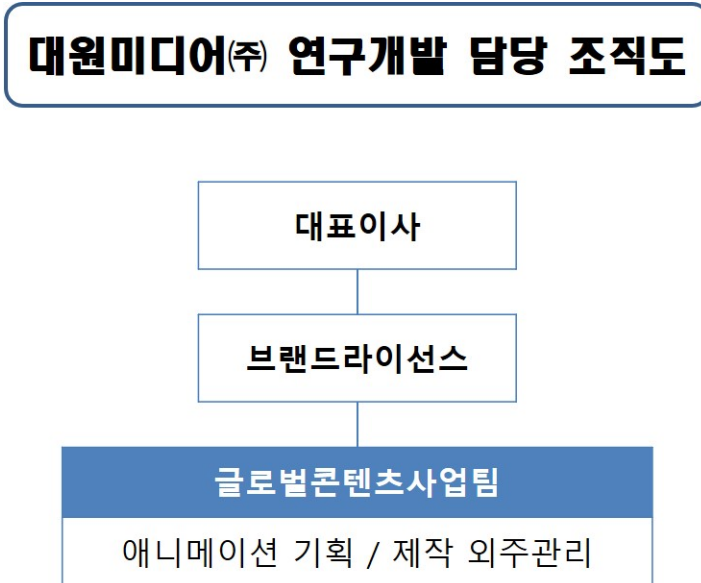 대원미디어㈜ 연구개발 담당 조직도
대표이사
브랜드라이선스
글로벌콘텐츠사업팀
애니메이션 기획 / 제작 외주관리